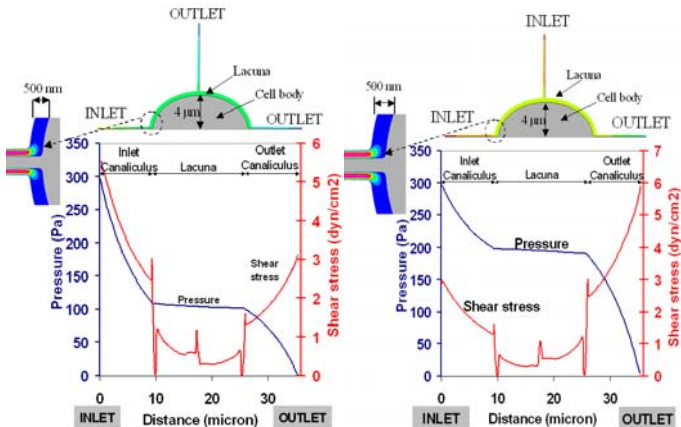 OUTLET
500 nm
Lacuna
Cell body
4 µm
INLET
OUTLET
Inlet
Canaliculus
Lacuna
Outlet
Canaliculus
Pressure (Pa)
350
300
250
200
150
100
50
0
Shear stress (dyn/cm2)
6
5
4
3
2
1
0
Shear
stress
Pressure
0
10
20
30
INLET
Distance (micron)
OUTLET
INLET
500 nm
Lacuna
Cell body
4 µm
INLET
OUTLET
Inlet
Canaliculus
Lacuna
Outlet
Canaliculus
Pressure (Pa)
350
300
250
200
150
100
50
0
Shear stress (dyn/cm2)
7
6
5
4
3
2
1
0
Pressure
Shear stress
0
10
20
30
INLET
Distance (micron)
OUTLET